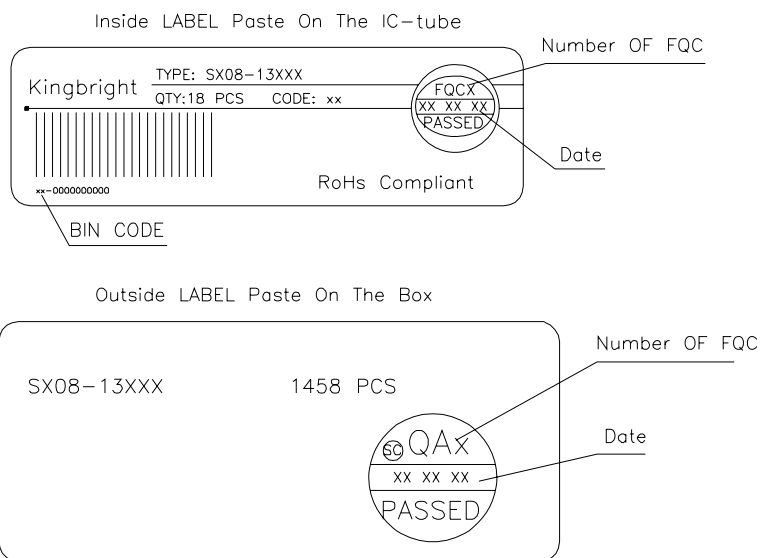 Inside LABEL Paste On The IC-tube
Number OF FQC
Kingbright
TYPE: SX08-13XXX
QTY:18 PCS CODE: xx
FQCX
XX XX XX
PASSED
Date
xx-0000000000
RoHs Compliant
BIN CODE
Outside LABEL Paste On The Box
Number OF FQC
SX08-13XXX 1458 PCS
SC QAx
Date
XX XX XX
PASSED